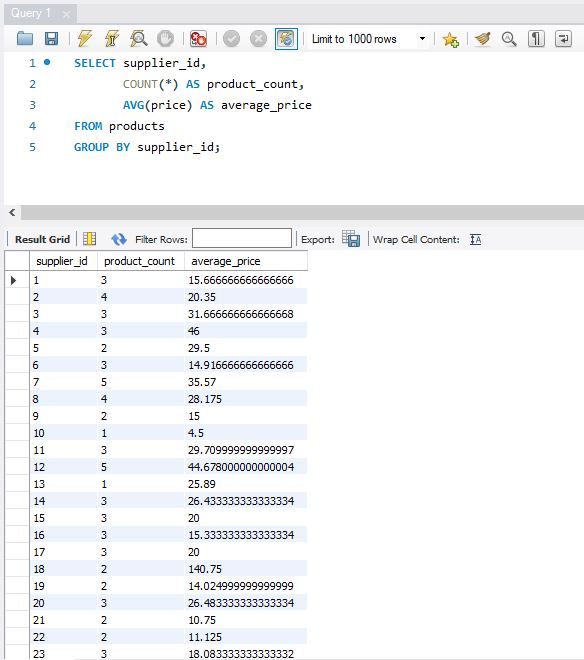 Query 1
Limit to 1000 rows
1 SELECT supplier_id,
2 COUNT(*) AS product_count,
3 AVG(price) AS average_price
4 FROM products
5 GROUP BY supplier_id;
Result Grid Filter Rows: Export: Wrap Cell Content:
supplier_id product_count average_price
1 3 15.666666666666666
2 4 20.35
3 3 31.666666666666668
4 3 46
5 2 29.5
6 3 14.916666666666666
7 5 35.57
8 4 28.175
9 2 15
10 1 4.5
11 3 29.709999999999997
12 5 44.678000000000004
13 1 25.89
14 3 26.433333333333334
15 3 20
16 3 15.333333333333334
17 3 20
18 2 140.75
19 2 14.024999999999999
20 3 26.483333333333334
21 2 10.75
22 2 11.125
23 3 18.083333333333332